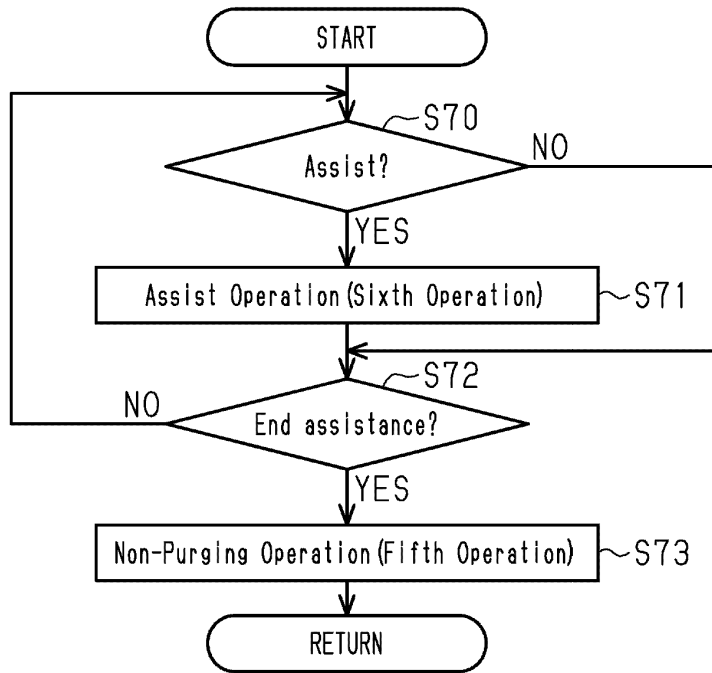 START
S70
Assist?
NO
YES
Assist Operation(Sixth Operation)
S71
S72
NO
End assistance?
YES
Non-Purging Operation(Fifth Operation)
S73
RETURN